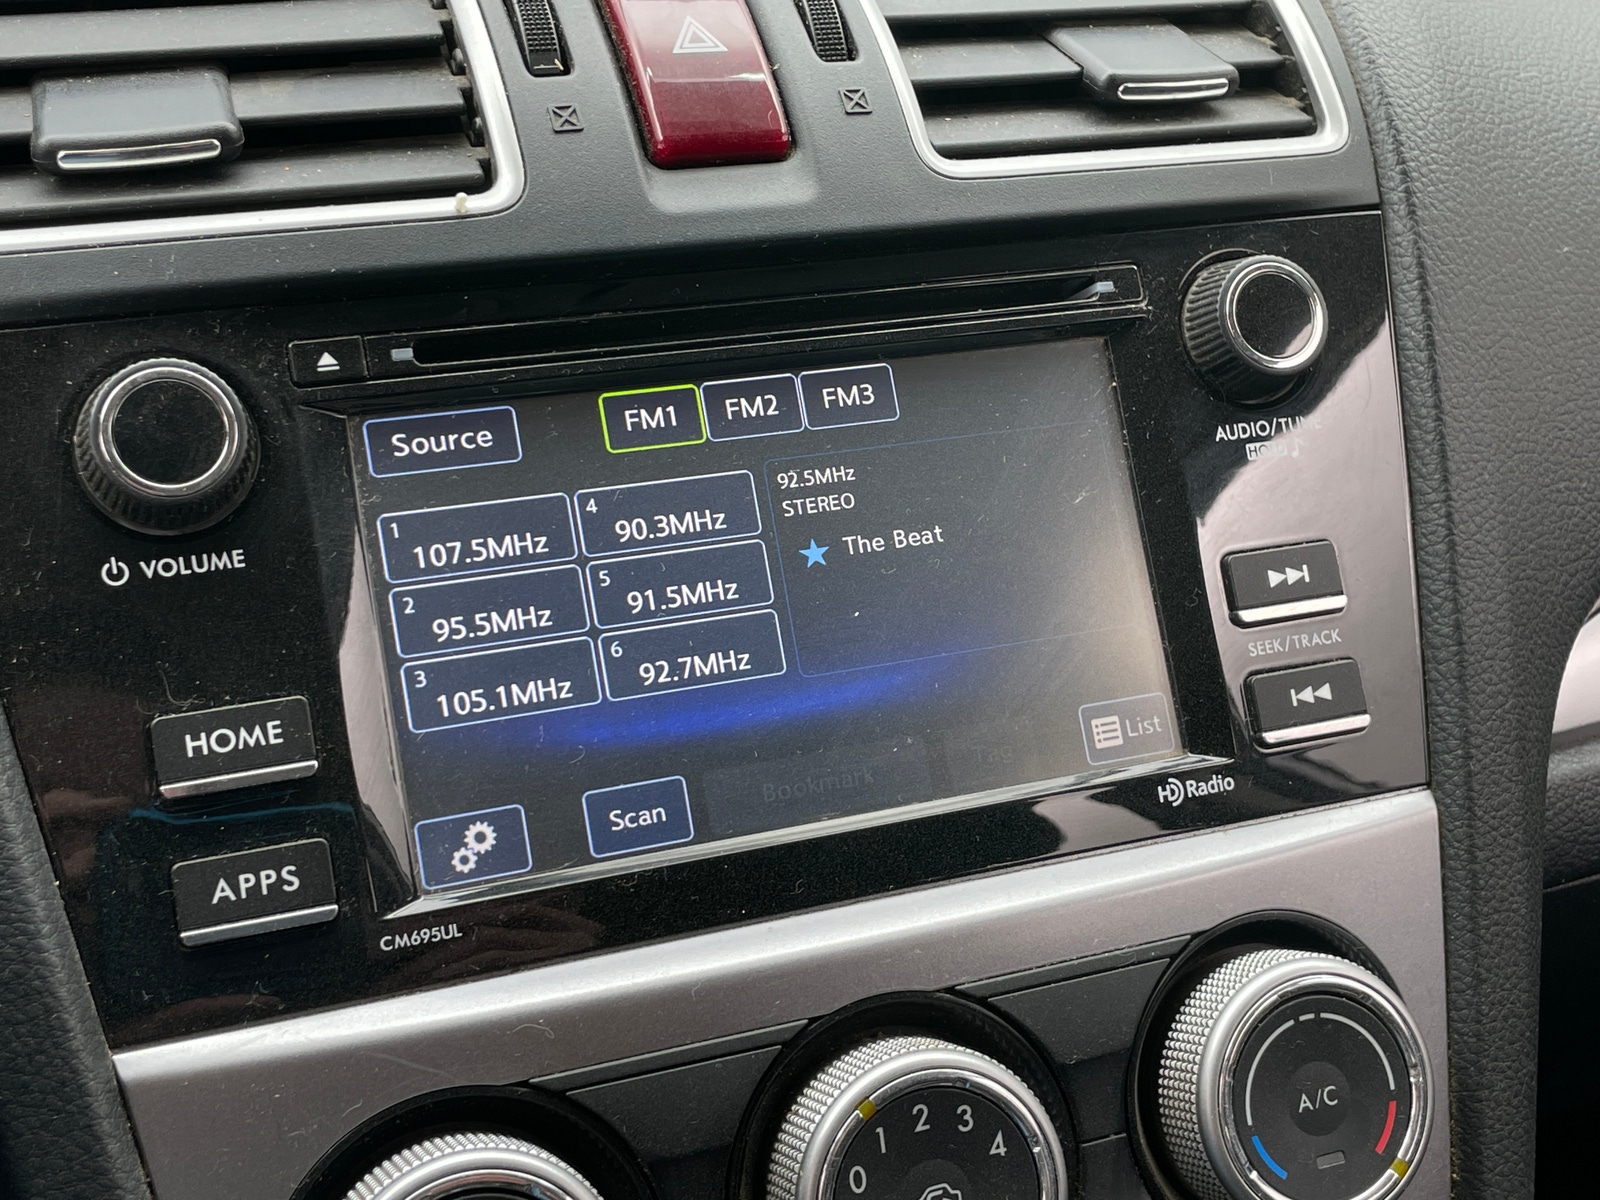 FM1 FM2 FM3
Source
1 107.5MHz
4 90.3MHz
92.5MHz
STEREO
The Beat
2 95.5MHz
5 91.5MHz
3 105.1MHz
6 92.7MHz
List
Bookmark
Tag
Scan
VOLUME
HOME
APPS
CM695UL
AUDIO/TUNE
HOLD
SEEK/TRACK
HD Radio
0 1 2 3 4
A/C